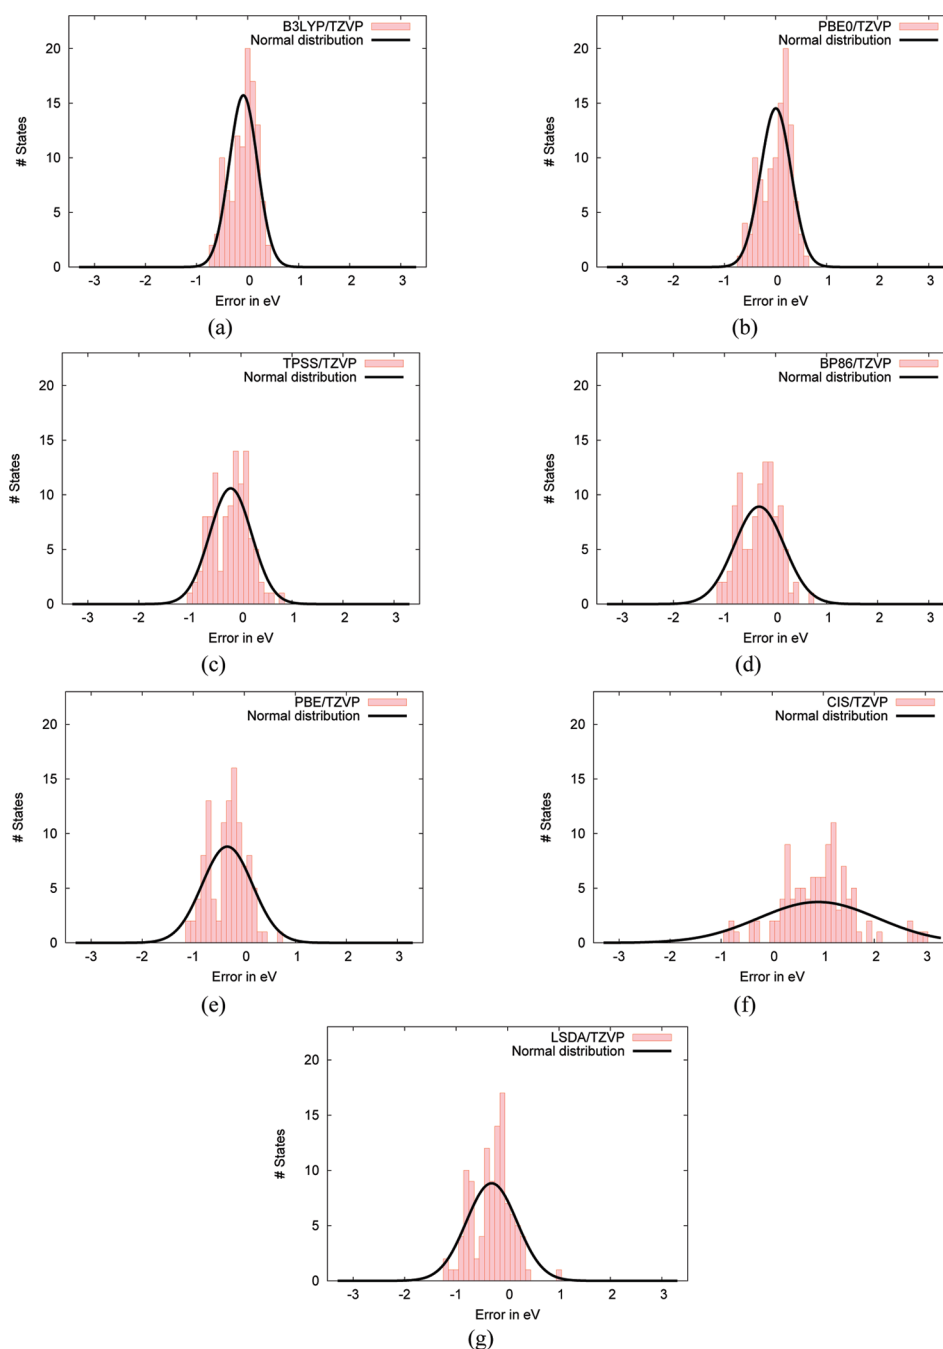 B3LYP/TZVP
Normal distribution
20
15
10
5
0
# States
-3 -2 -1 0 1 2 3
Error in eV
(a)
PBE0/TZVP
Normal distribution
20
15
10
5
0
# States
-3 -2 -1 0 1 2 3
Error in eV
(b)
TPSS/TZVP
Normal distribution
20
15
10
5
0
# States
-3 -2 -1 0 1 2 3
Error in eV
(c)
BP86/TZVP
Normal distribution
20
15
10
5
0
# States
-3 -2 -1 0 1 2 3
Error in eV
(d)
PBE/TZVP
Normal distribution
20
15
10
5
0
# States
-3 -2 -1 0 1 2 3
Error in eV
(e)
CIS/TZVP
Normal distribution
20
15
10
5
0
# States
-3 -2 -1 0 1 2 3
Error in eV
(f)
LSDA/TZVP
Normal distribution
20
15
10
5
0
# States
-3 -2 -1 0 1 2 3
Error in eV
(g)